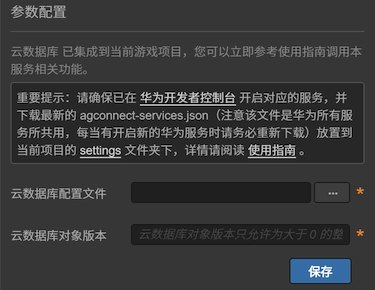 参数配置
云数据库 已集成到当前游戏项目，您可以立即参考使用指南调用本
服务相关功能。
重要提示：请确保已在 华为开发者控制台 开启对应的服务，并
下载最新的 agconnect-services.json（注意该文件是华为所有服
务所共用，每当有开启新的华为服务时请务必重新下载）放置到
当前项目的 settings 文件夹下，详情请阅读 使用指南 。
云数据库配置文件 ... *
云数据库对象版本 云数据库对象版本只允许为大于 0 的整 *
保存